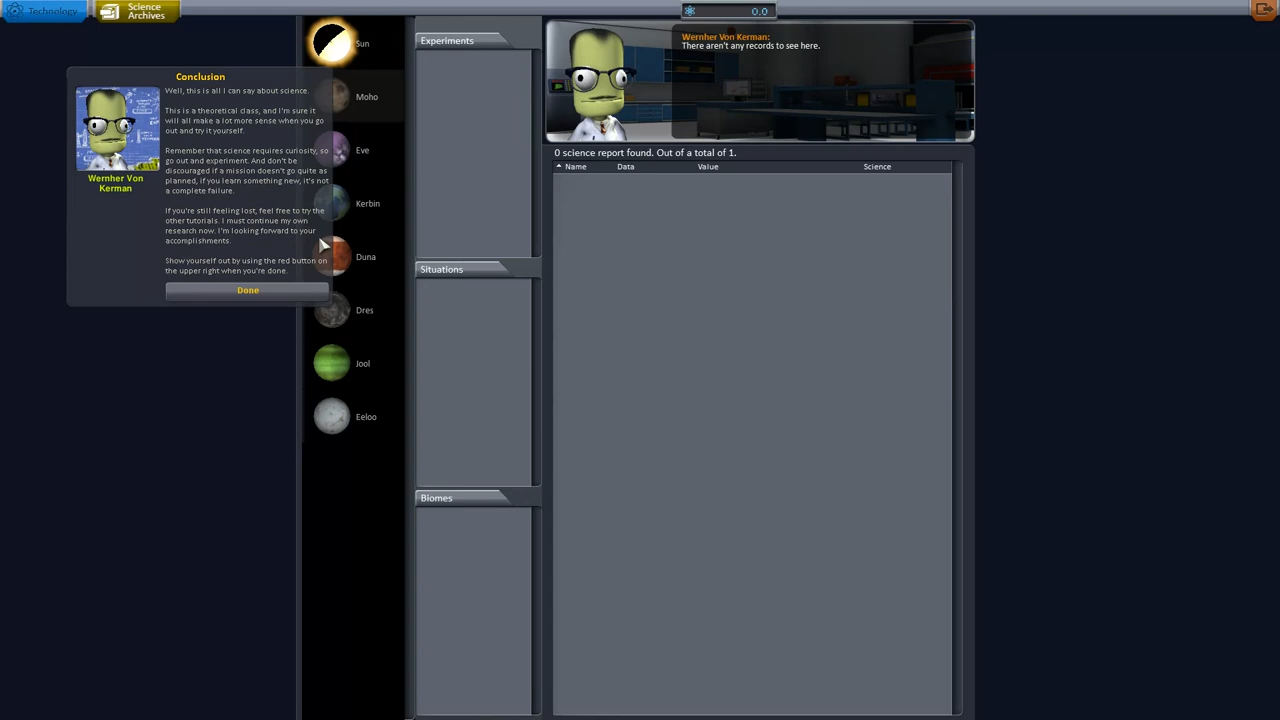 Technology
Science
Archives
0.0
Sun
Moho
Eve
Kerbin
Duna
Dres
Jool
Eeloo
Conclusion
Wernher Von
Kerman
Well, this is all I can say about science.
This is a theoretical class, and I'm sure it
will all make a lot more sense when you go
out and try it yourself.
Remember that science requires curiosity, so
go out and experiment. And don't be
discouraged if a mission doesn't go quite as
planned, if you learn something new, it's not
a complete failure.
If you're still feeling lost, feel free to try the
other tutorials. I must continue my own
research now. I'm looking forward to your
accomplishments.
Show yourself out by using the red button on
the upper right when you're done.
Done
Experiments
Situations
Biomes
Wernher Von Kerman:
There aren't any records to see here.
0 science report found. Out of a total of 1.
Name Data Value Science